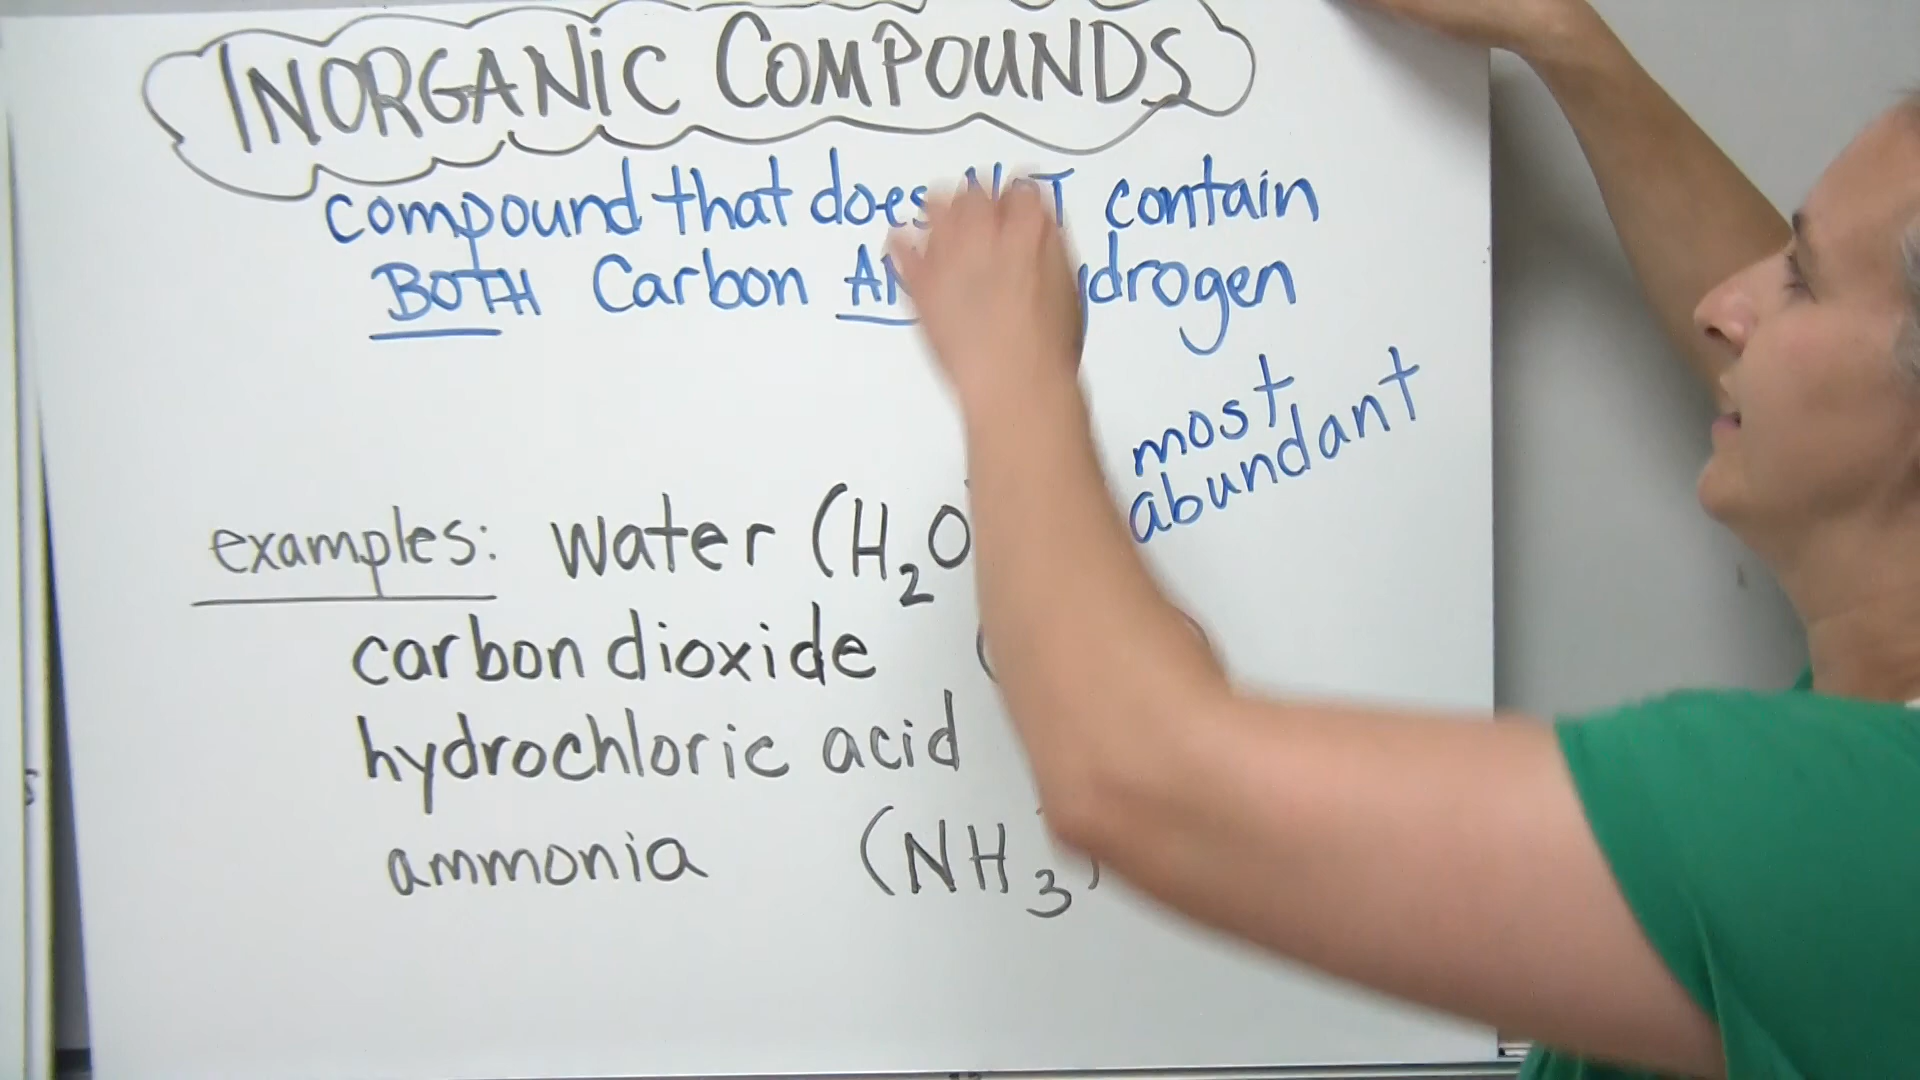 INORGANIC COMPOUNDS
compound that does NOT contain
BOTH Carbon
most
abundant
examples: water (H₂O
carbon dioxide (
hydrochloric acid
ammonia (NH₃)